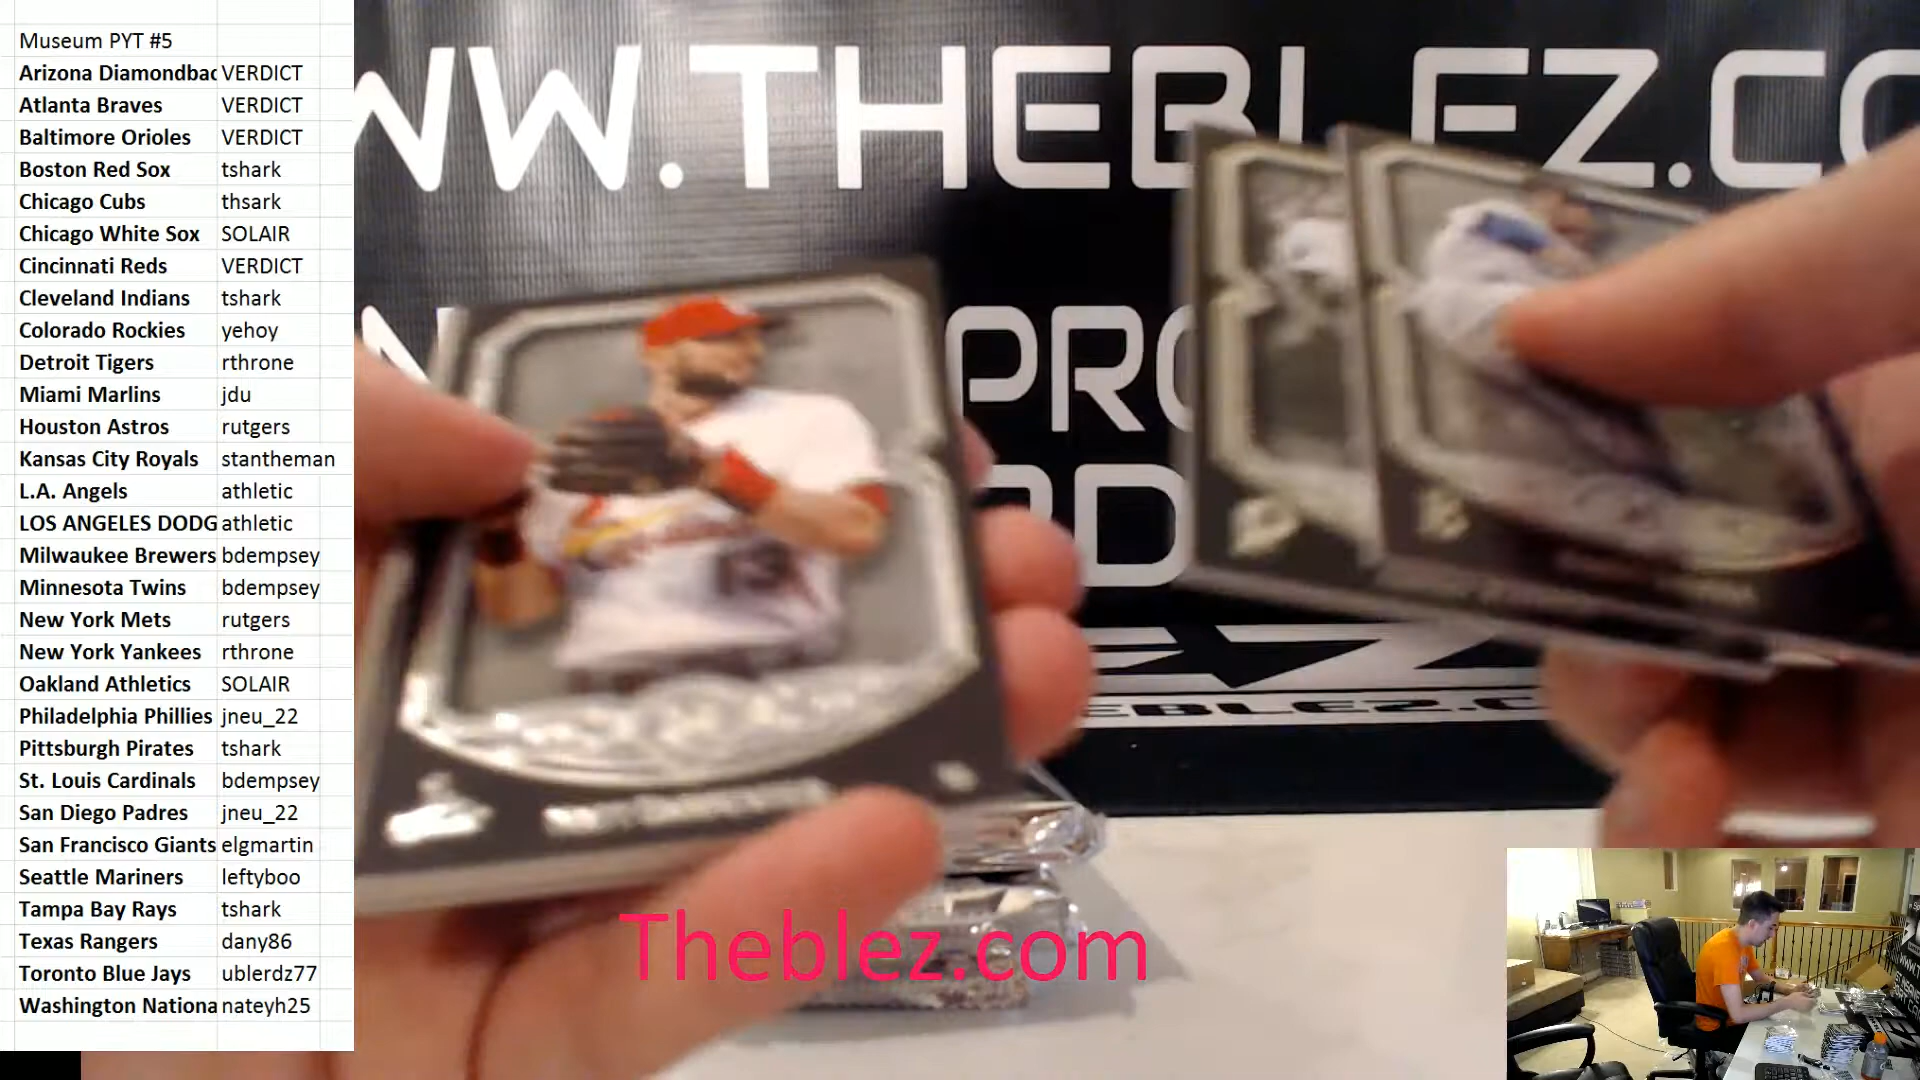 Museum PYT #5
Arizona Diamondbac VERDICT
Atlanta Braves VERDICT
Baltimore Orioles VERDICT
Boston Red Sox tshark
Chicago Cubs thsark
Chicago White Sox SOLAIR
Cincinnati Reds VERDICT
Cleveland Indians tshark
Colorado Rockies yehoy
Detroit Tigers rthrone
Miami Marlins jdu
Houston Astros rutgers
Kansas City Royals stantheman
L.A. Angels athletic
LOS ANGELES DODG athletic
Milwaukee Brewers bdempsey
Minnesota Twins bdempsey
New York Mets rutgers
New York Yankees rthrone
Oakland Athletics SOLAIR
Philadelphia Phillies jneu_22
Pittsburgh Pirates tshark
St. Louis Cardinals bdempsey
San Diego Padres jneu_22
San Francisco Giants elgmartin
Seattle Mariners leftyboo
Tampa Bay Rays tshark
Texas Rangers dany86
Toronto Blue Jays ublerdz77
Washington Nationa nateyh25
WW.THEBLEZ.CO
PRO
Theblez.com